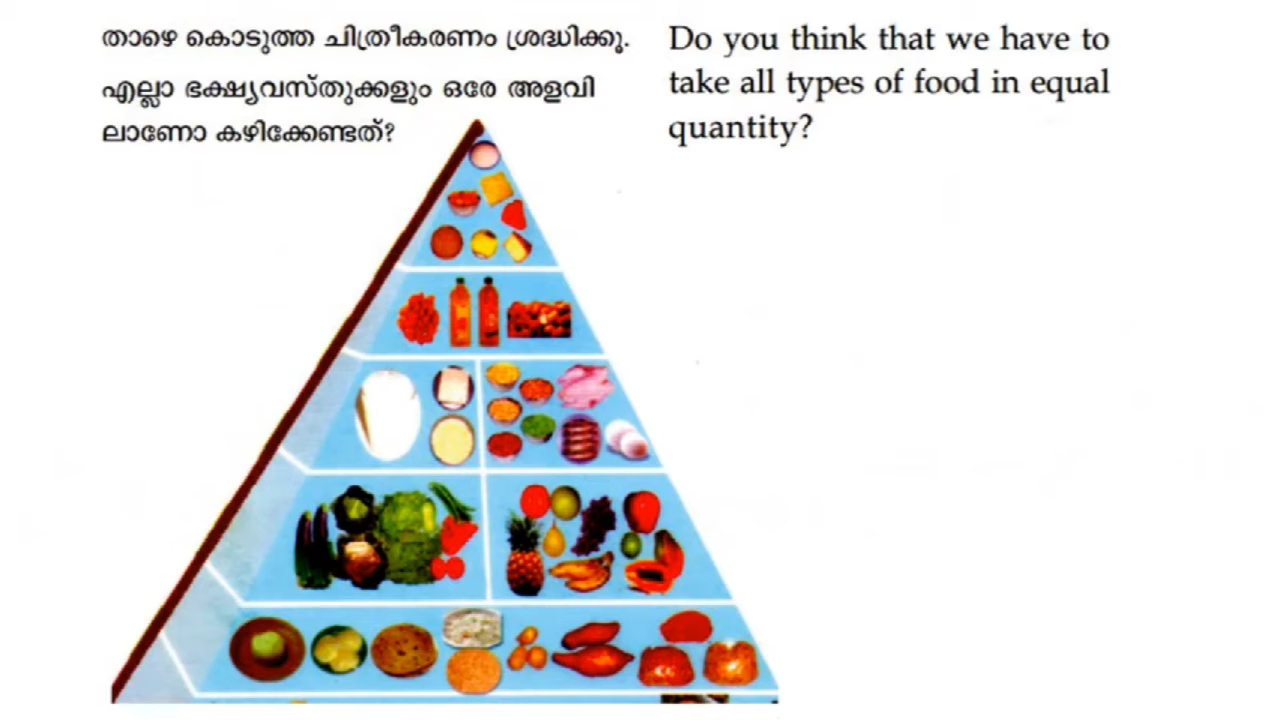 താഴെ കൊടുത്ത ചിത്രീകരണം ശ്രദ്ധിക്കൂ.
എല്ലാ ഭക്ഷ്യവസ്തുക്കളും ഒരേ അളവി
ലാണോ കഴിക്കേണ്ടത്?
Do you think that we have to
take all types of food in equal
quantity?